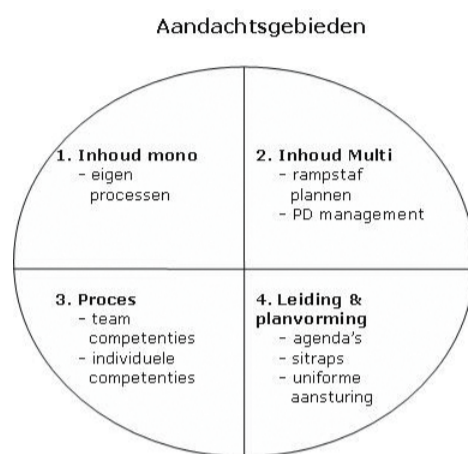 Aandachtsgebieden
1. Inhoud mono
- eigen
processen
2. Inhoud Multi
- rampstaf
plannen
- PD management
3. Proces
- team
competenties
- individuele
competenties
4. Leiding &
planvorming
- agenda's
- sitraps
- uniforme
aansturing